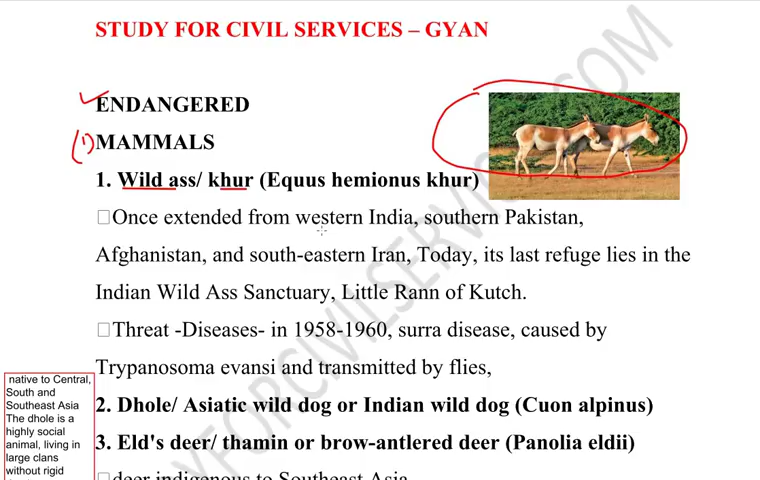 STUDY FOR CIVIL SERVICES – GYAN
ENDANGERED
(1) MAMMALS
1. Wild ass/ khur (Equus hemionus khur)
Once extended from western India, southern Pakistan,
Afghanistan, and south-eastern Iran, Today, its last refuge lies in the
Indian Wild Ass Sanctuary, Little Rann of Kutch.
Threat -Diseases- in 1958-1960, surra disease, caused by
Trypanosoma evansi and transmitted by flies,
native to Central,
South and
Southeast Asia
The dhole is a
highly social
animal, living in
large clans
without rigid
2. Dhole/ Asiatic wild dog or Indian wild dog (Cuon alpinus)
3. Eld's deer/ thamin or brow-antlered deer (Panolia eldii)
deer indigenous to Southeast Asia
YFORCIVILSERVICES.COM